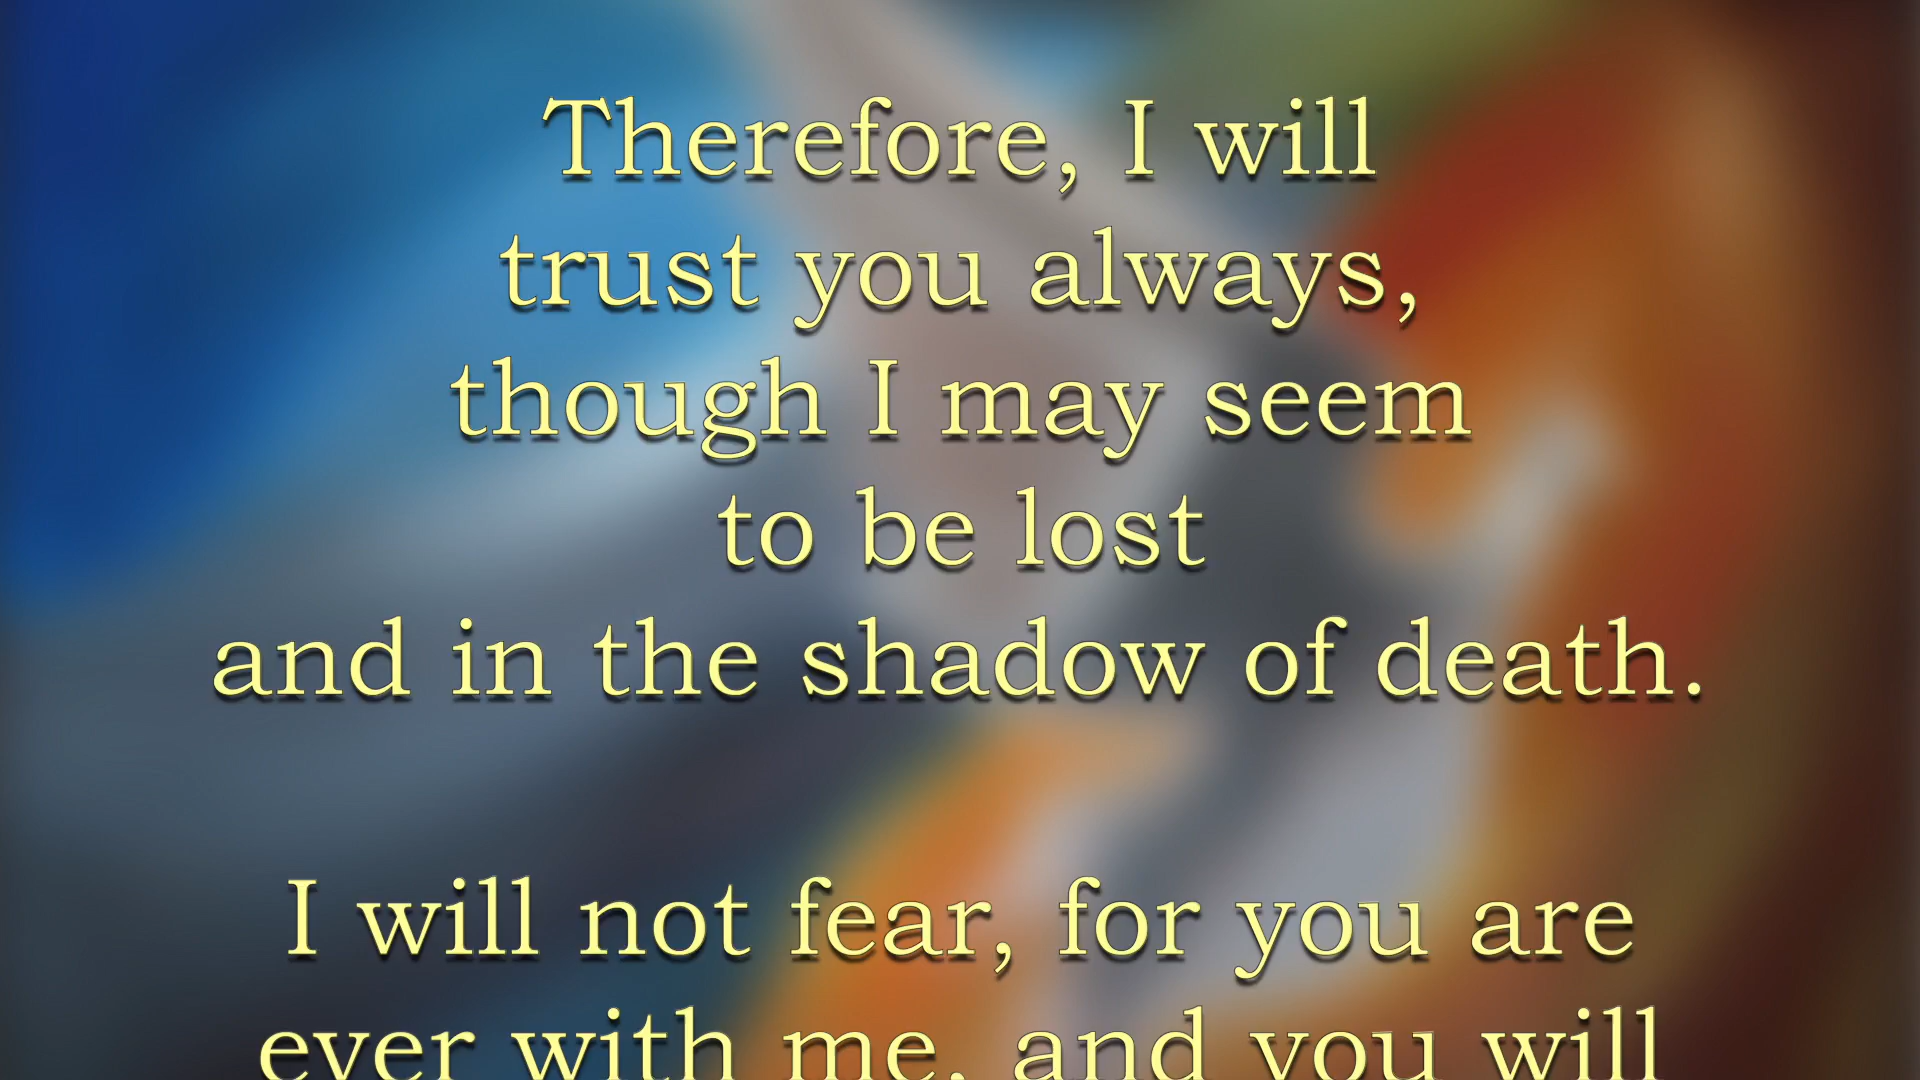 Therefore, I will
trust you always,
though I may seem
to be lost
and in the shadow of death.
I will not fear, for you are
ever with me, and you will